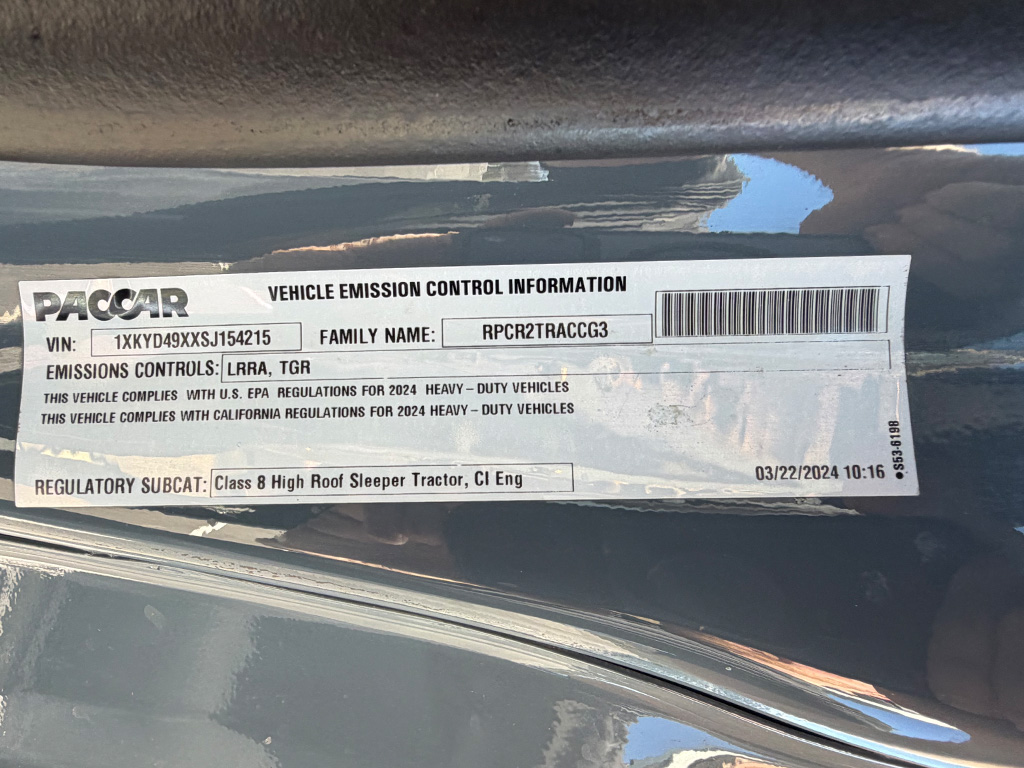 PACCAR
VEHICLE EMISSION CONTROL INFORMATION
VIN: 1XKYD49XXSJ154215 FAMILY NAME: RPCR2TRACCG3
EMISSIONS CONTROLS: LRRA, TGR
THIS VEHICLE COMPLIES WITH U.S. EPA REGULATIONS FOR 2024 HEAVY-DUTY VEHICLES
THIS VEHICLE COMPLIES WITH CALIFORNIA REGULATIONS FOR 2024 HEAVY-DUTY VEHICLES
REGULATORY SUBCAT: Class 8 High Roof Sleeper Tractor, CI Eng
03/22/2024 10:16
•S53-6198